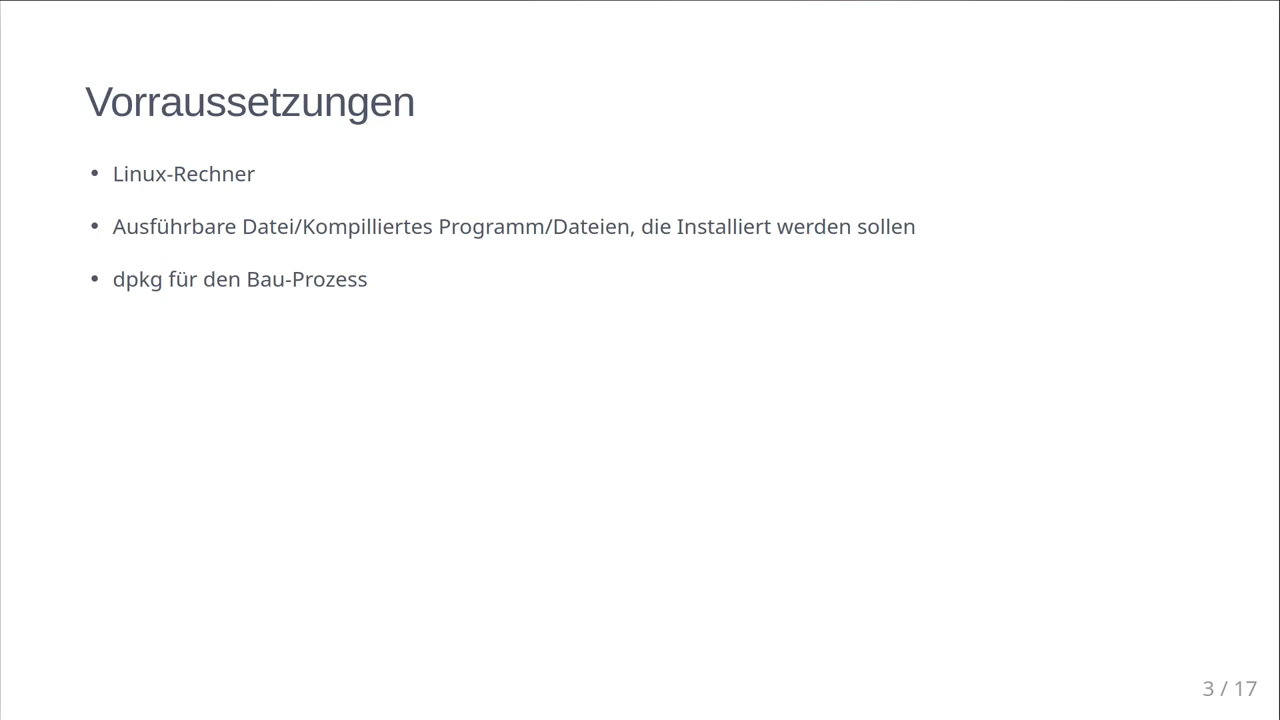 Vorraussetzungen
• Linux-Rechner
• Ausführbare Datei/Kompilliertes Programm/Dateien, die Installiert werden sollen
• dpkg für den Bau-Prozess
3 / 17